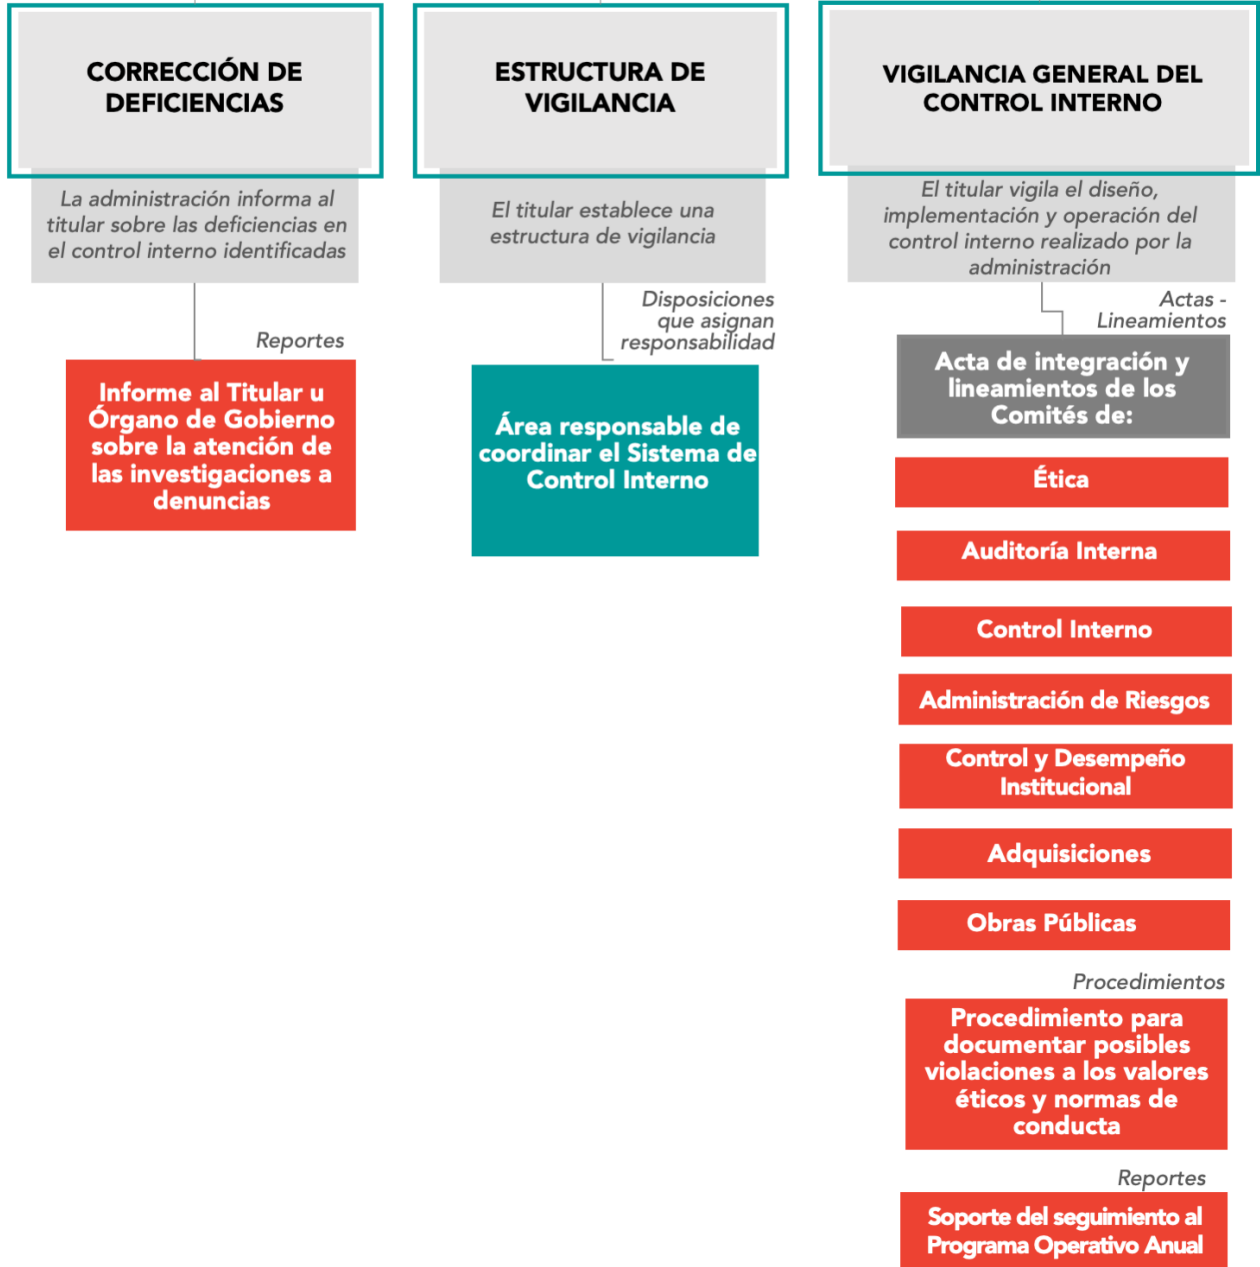 CORRECCIÓN DE
DEFICIENCIAS
La administración informa al
titular sobre las deficiencias en
el control interno identificadas
Reportes
Informe al Titular u
Órgano de Gobierno
sobre la atención de
las investigaciones a
denuncias
ESTRUCTURA DE
VIGILANCIA
El titular establece una
estructura de vigilancia
Disposiciones
que asignan
responsabilidad
Área responsable de
coordinar el Sistema de
Control Interno
VIGILANCIA GENERAL DEL
CONTROL INTERNO
El titular vigila el diseño,
implementación y operación del
control interno realizado por la
administración
Actas -
Lineamientos
Acta de integración y
lineamientos de los
Comités de:
Ética
Auditoría Interna
Control Interno
Administración de Riesgos
Control y Desempeño
Institucional
Adquisiciones
Obras Públicas
Procedimientos
Procedimiento para
documentar posibles
violaciones a los valores
éticos y normas de
conducta
Reportes
Soporte del seguimiento al
Programa Operativo Anual